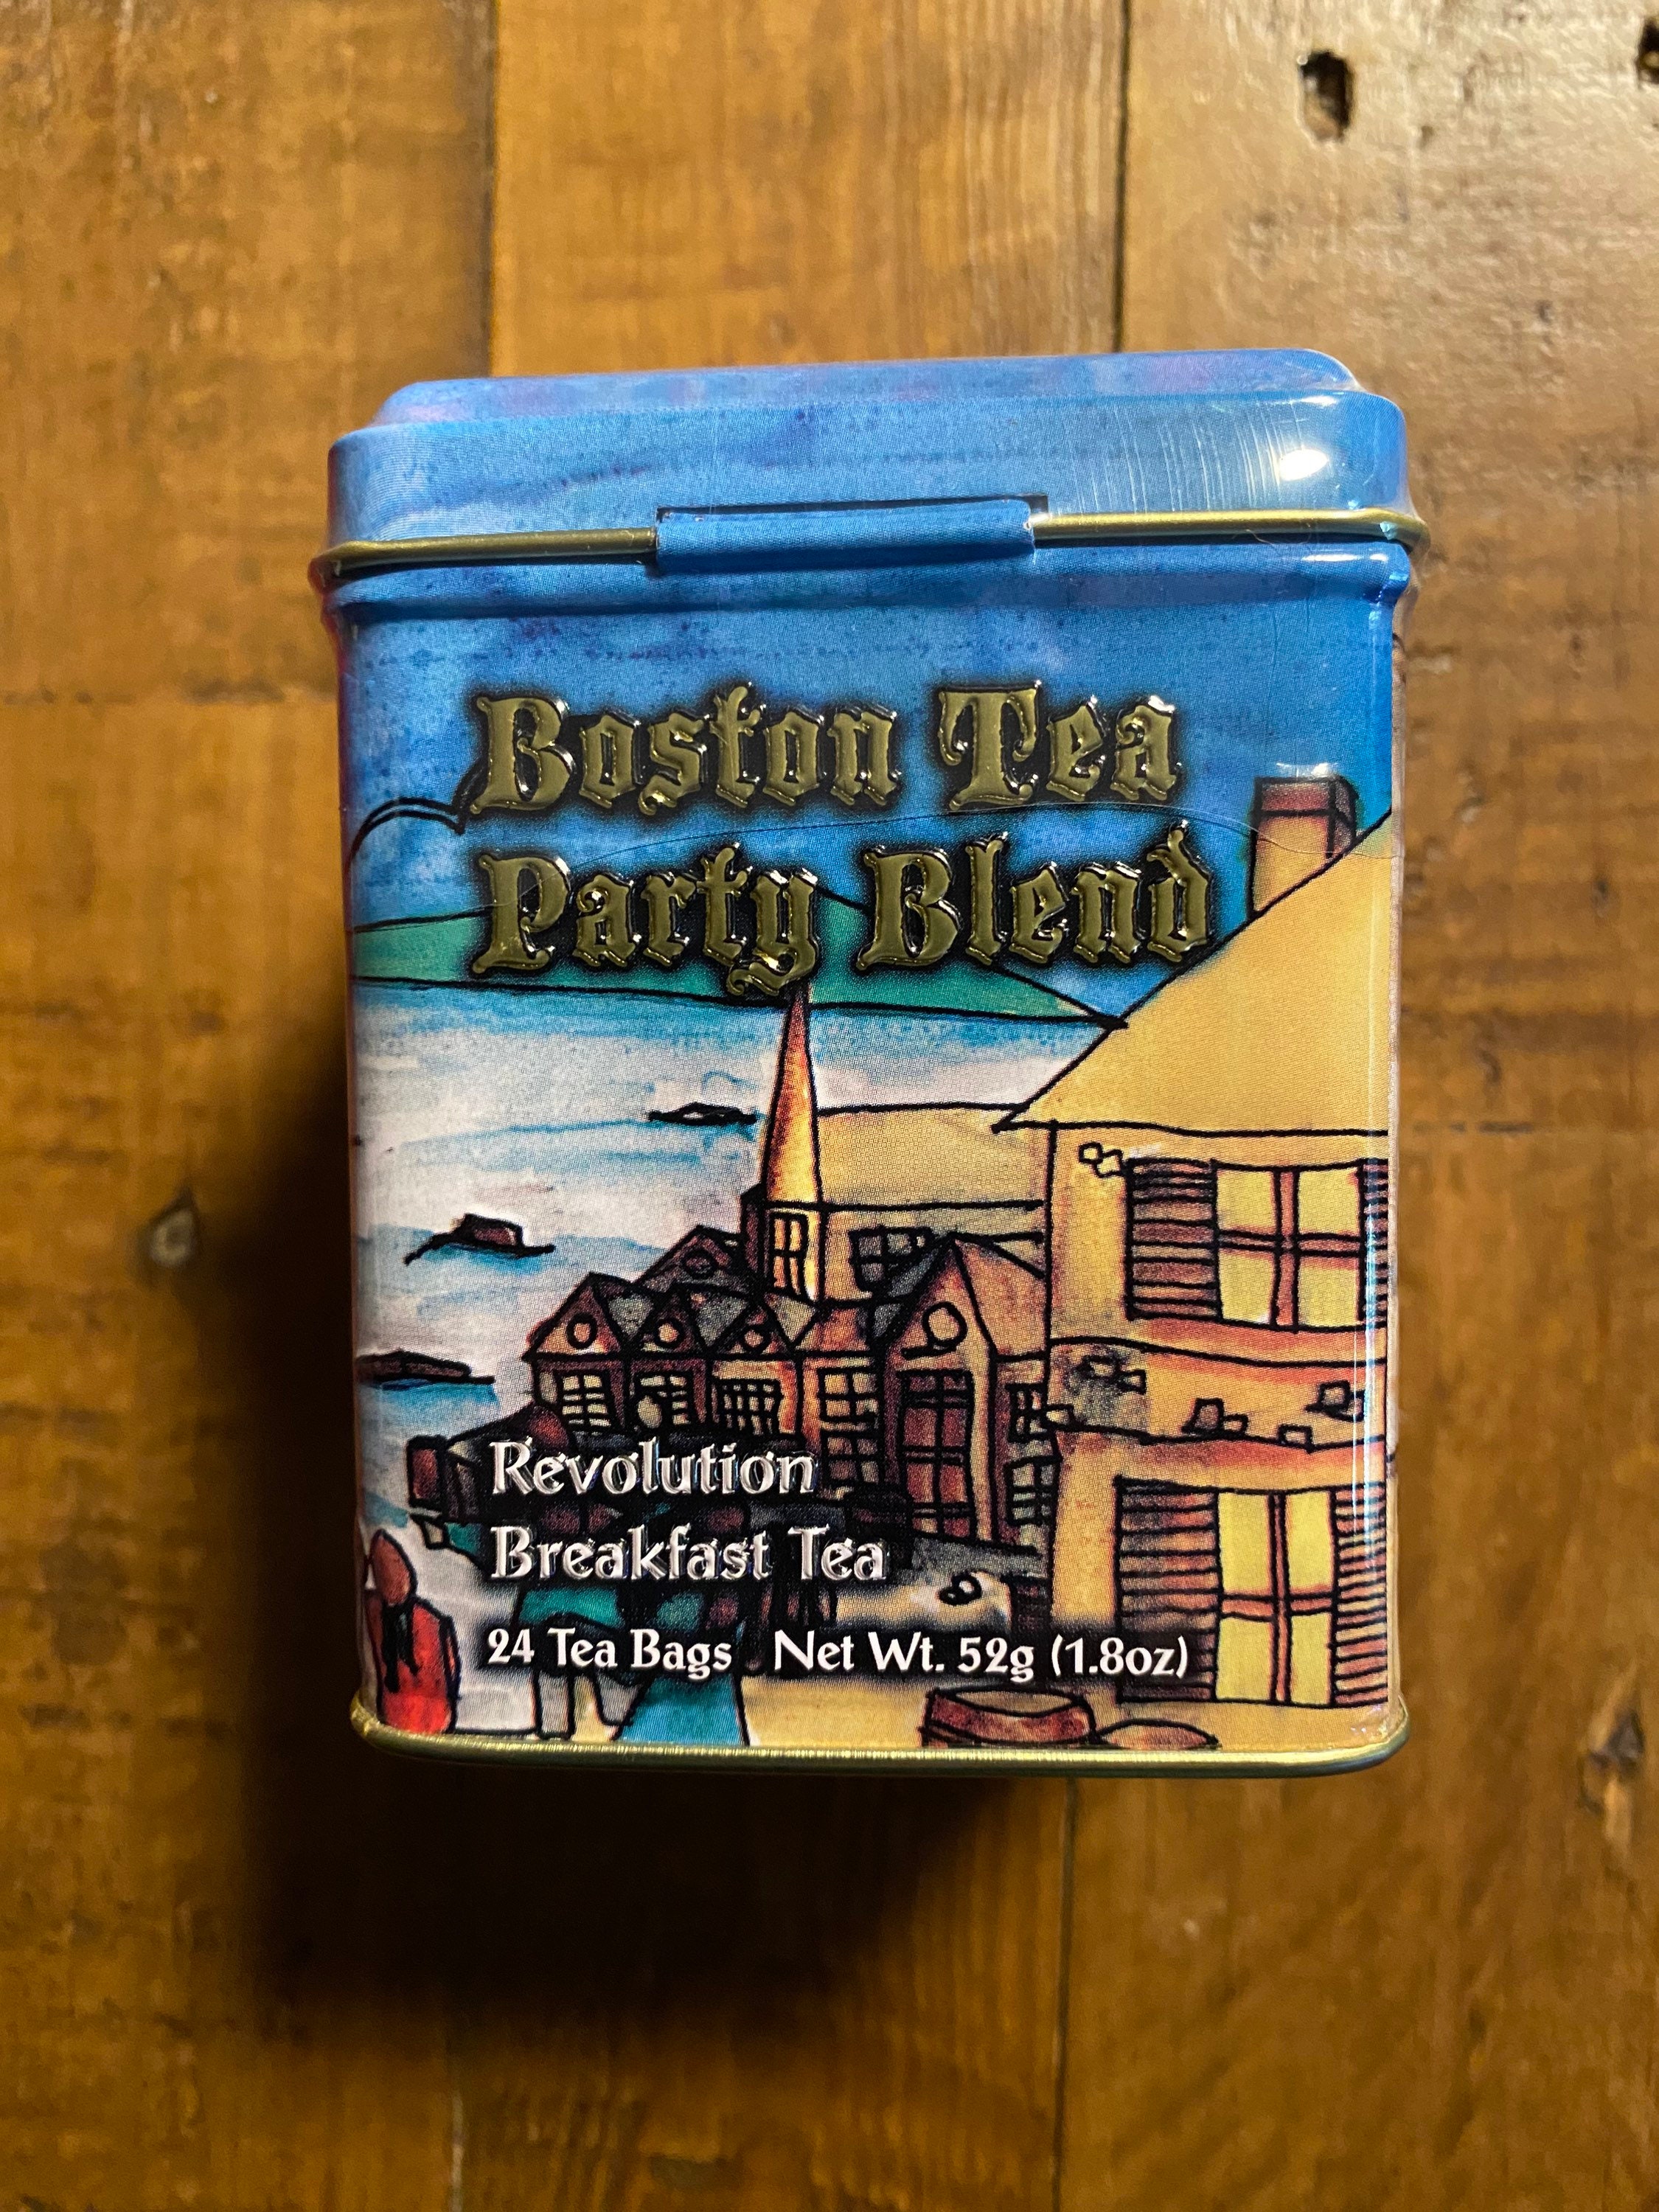 Boston Tea
Party Blend
Revolution
Breakfast Tea
24 Tea Bags Net Wt. 52g (1.8oz)